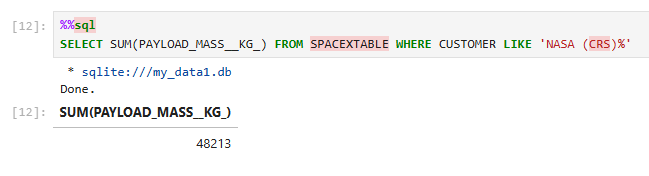 [12]: %%sql
SELECT SUM(PAYLOAD_MASS__KG_) FROM SPACEXTABLE WHERE CUSTOMER LIKE 'NASA (CRS)%'
* sqlite:///my_data1.db
Done.
[12]: SUM(PAYLOAD_MASS__KG_)
48213